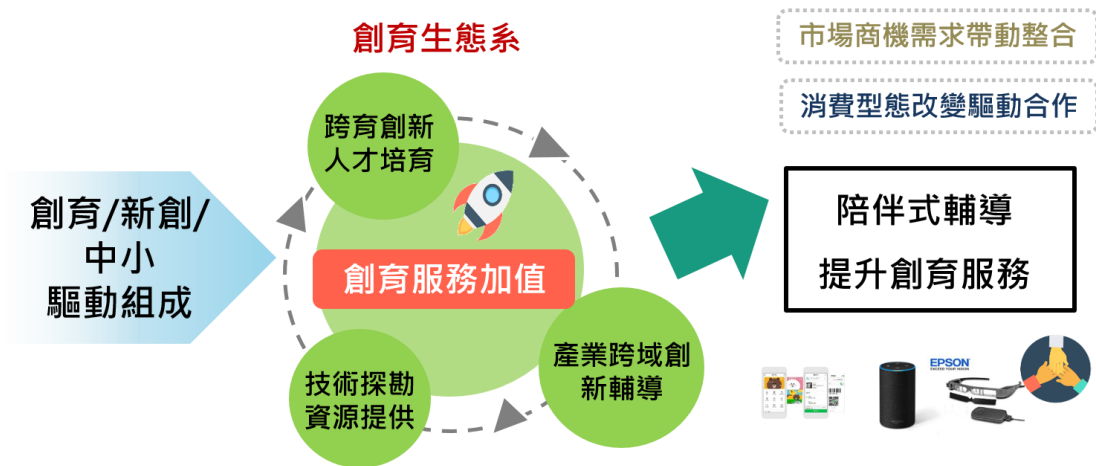 創育生態系
市場商機需求帶動整合
消費型態改變驅動合作
跨育創新
人才培育
創育/新創/
中小
驅動組成
創育服務加值
陪伴式輔導
提升創育服務
技術探勘
資源提供
產業跨域創
新輔導
EPSON
EXCEED YOUR VISION